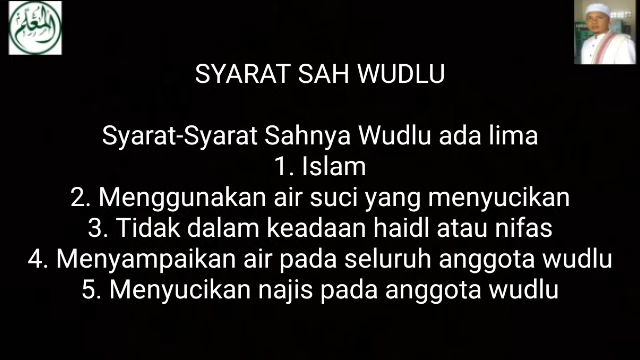 SYARAT SAH WUDLU
Syarat-Syarat Sahnya Wudlu ada lima
1. Islam
2. Menggunakan air suci yang menyucikan
3. Tidak dalam keadaan haidl atau nifas
4. Menyampaikan air pada seluruh anggota wudlu
5. Menyucikan najis pada anggota wudlu